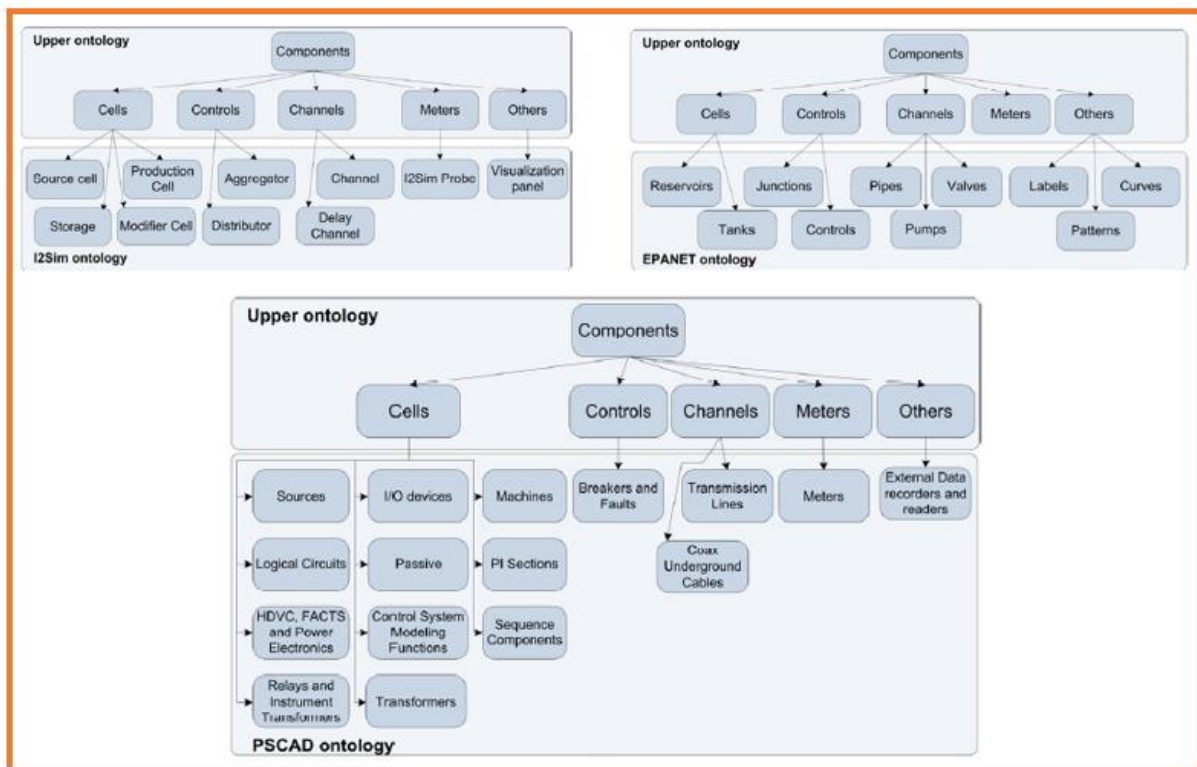 Upper ontology
Components
Cells
Controls
Channels
Meters
Others
Source cell
Production
Cell
Aggregator
Channel
I2Sim Probe
Visualization
panel
Storage
Modifier Cell
Distributor
Delay
Channel
I2Sim ontology
Upper ontology
Components
Cells
Controls
Channels
Meters
Others
Reservoirs
Junctions
Pipes
Valves
Labels
Curves
Tanks
Controls
Pumps
Patterns
EPANET ontology
Upper ontology
Components
Cells
Controls
Channels
Meters
Others
Sources
I/O devices
Machines
Breakers and
Faults
Transmission
Lines
Meters
External Data
recorders and
readers
Logical Circuits
Passive
PI Sections
Coax
Underground
Cables
HDVC, FACTS
and Power
Electronics
Control System
Modeling
Functions
Sequence
Components
Relays and
Instrument
Transformers
Transformers
PSCAD ontology